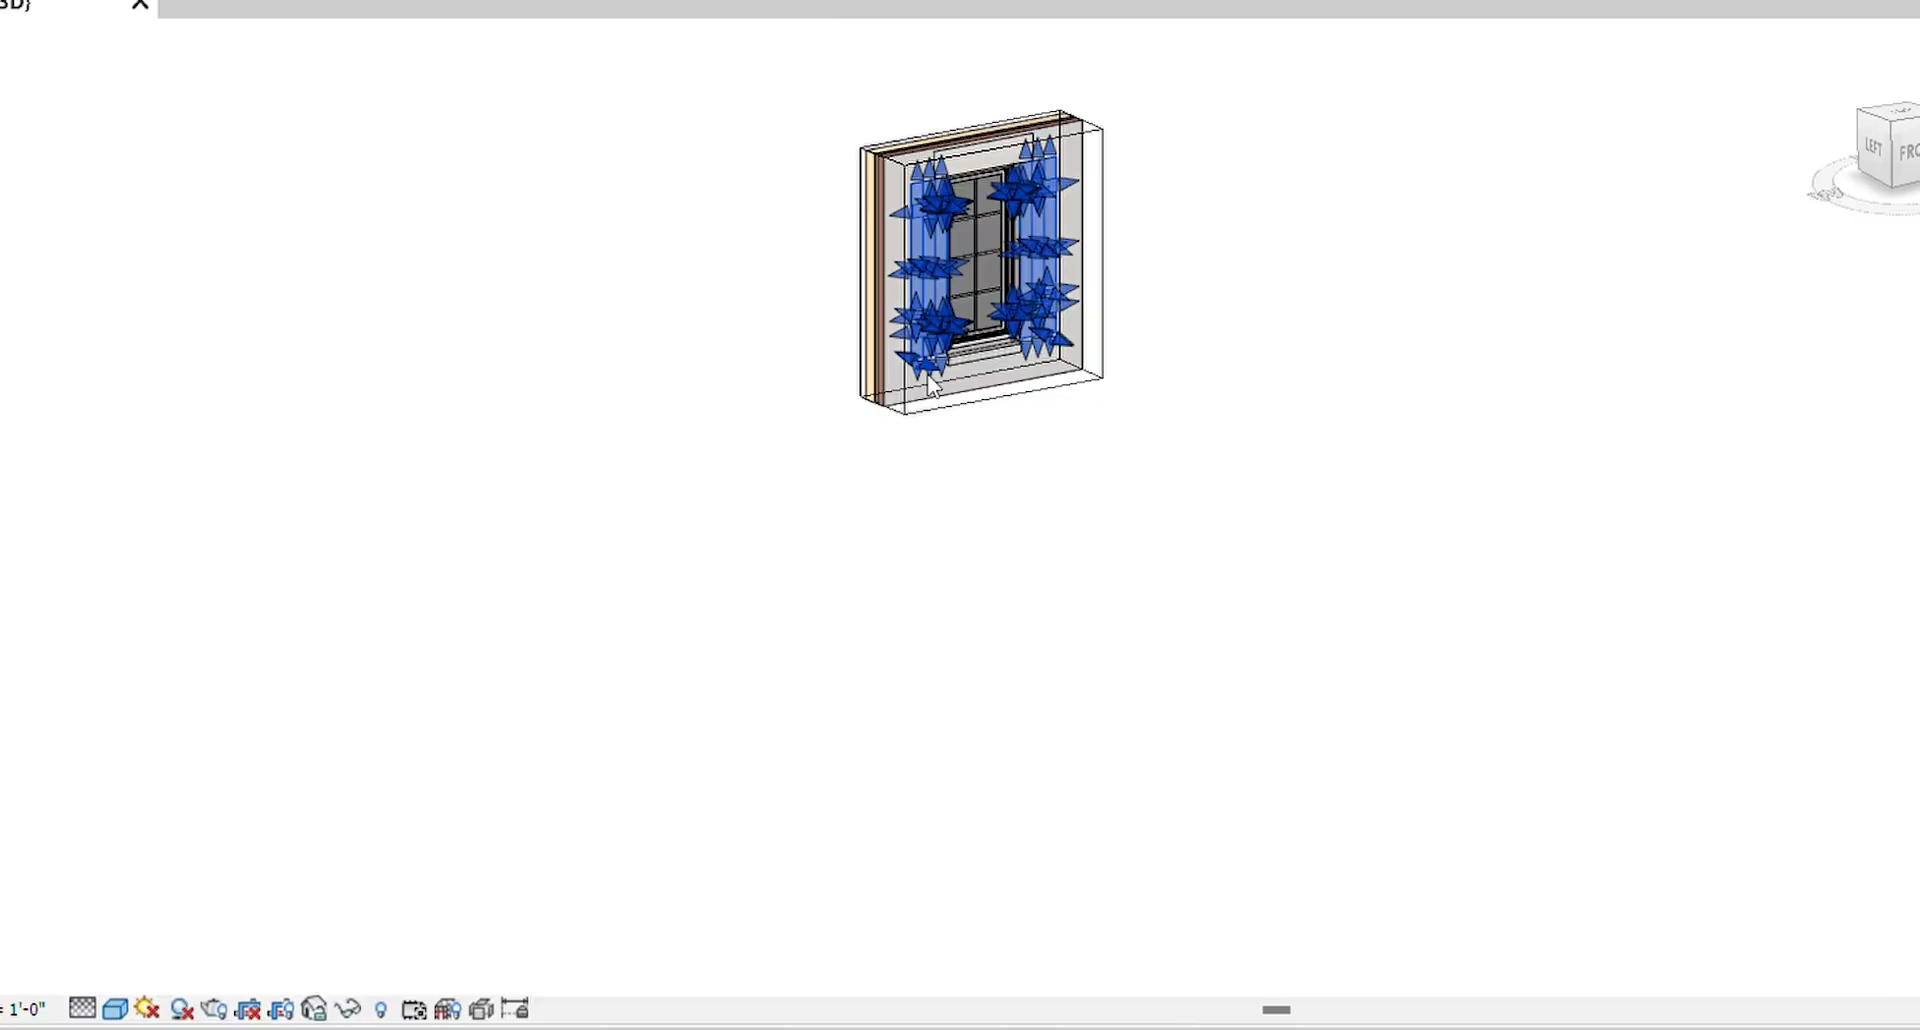 3D}
LEFT
FRO
= 1'-0"